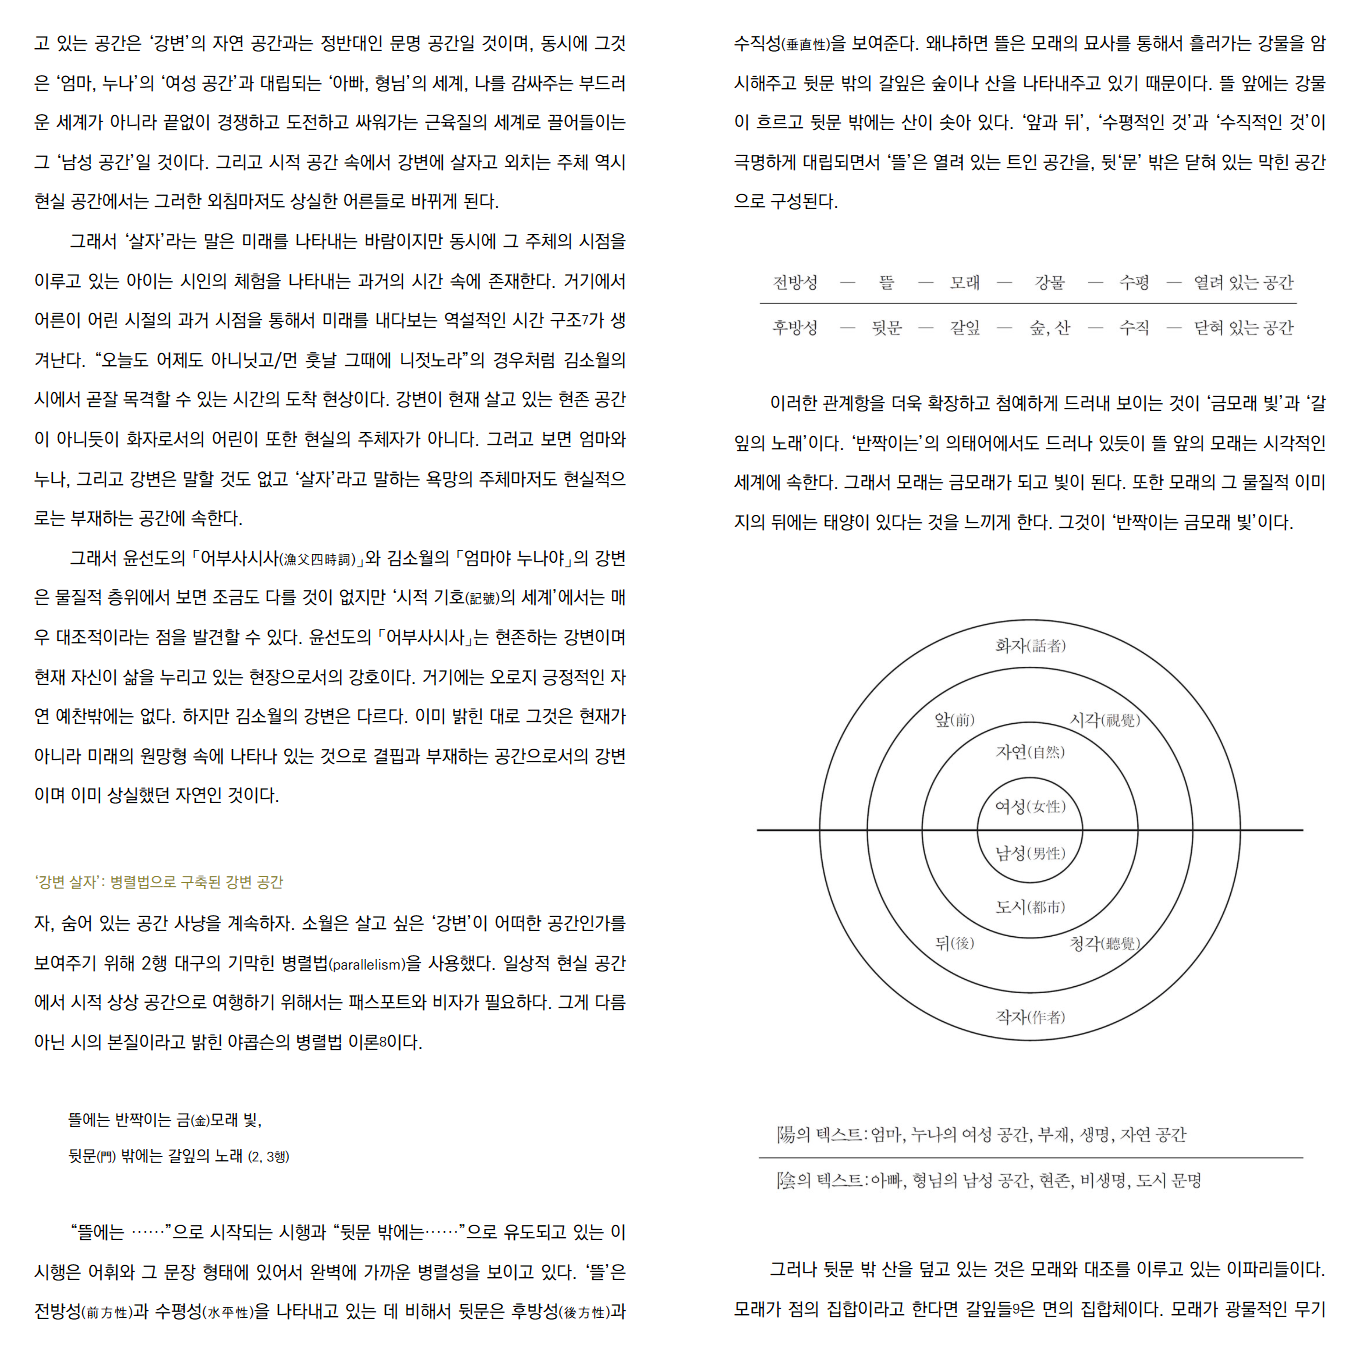 고 있는 공간은 ‘강변’의 자연 공간과는 정반대인 문명 공간일 것이며, 동시에 그것
은 ‘엄마, 누나’의 ‘여성 공간’과 대립되는 ‘아빠, 형님’의 세계, 나를 감싸주는 부드러
운 세계가 아니라 끝없이 경쟁하고 도전하고 싸워가는 근육질의 세계로 끌어들이는
그 ‘남성 공간’일 것이다. 그리고 시적 공간 속에서 강변에 살자고 외치는 주체 역시
현실 공간에서는 그러한 외침마저도 상실한 어른들로 바뀌게 된다.
그래서 ‘살자’라는 말은 미래를 나타내는 바람이지만 동시에 그 주체의 시점을
이루고 있는 아이는 시인의 체험을 나타내는 과거의 시간 속에 존재한다. 거기에서
어른이 어린 시절의 과거 시점을 통해서 미래를 내다보는 역설적인 시간 구조7가 생
겨난다. “오늘도 어제도 아니닛고/먼 훗날 그때에 니젓노라”의 경우처럼 김소월의
시에서 곧잘 목격할 수 있는 시간의 도착 현상이다. 강변이 현재 살고 있는 현존 공간
이 아니듯이 화자로서의 어린이 또한 현실의 주체자가 아니다. 그러고 보면 엄마와
누나, 그리고 강변은 말할 것도 없고 ‘살자’라고 말하는 욕망의 주체마저도 현실적으
로는 부재하는 공간에 속한다.
그래서 윤선도의 「어부사시사(漁父四時詞)」와 김소월의 「엄마야 누나야」의 강변
은 물질적 층위에서 보면 조금도 다를 것이 없지만 ‘시적 기호(記號)의 세계’에서는 매
우 대조적이라는 점을 발견할 수 있다. 윤선도의 「어부사시사」는 현존하는 강변이며
현재 자신이 삶을 누리고 있는 현장으로서의 강호이다. 거기에는 오로지 긍정적인 자
연 예찬밖에는 없다. 하지만 김소월의 강변은 다르다. 이미 밝힌 대로 그것은 현재가
아니라 미래의 원망형 속에 나타나 있는 것으로 결핍과 부재하는 공간으로서의 강변
이며 이미 상실했던 자연인 것이다.
‘강변 살자’: 병렬법으로 구축된 강변 공간
자, 숨어 있는 공간 사냥을 계속하자. 소월은 살고 싶은 ‘강변’이 어떠한 공간인가를
보여주기 위해 2행 대구의 기막힌 병렬법(parallelism)을 사용했다. 일상적 현실 공간
에서 시적 상상 공간으로 여행하기 위해서는 패스포트와 비자가 필요하다. 그게 다름
아닌 시의 본질이라고 밝힌 야콥슨의 병렬법 이론8이다.
뜰에는 반짝이는 금(金)모래 빛,
뒷문(門) 밖에는 갈잎의 노래 (2, 3행)
“뜰에는 ……”으로 시작되는 시행과 “뒷문 밖에는……”으로 유도되고 있는 이
시행은 어휘와 그 문장 형태에 있어서 완벽에 가까운 병렬성을 보이고 있다. ‘뜰’은
전방성(前方性)과 수평성(水平性)을 나타내고 있는 데 비해서 뒷문은 후방성(後方性)과
수직성(垂直性)을 보여준다. 왜냐하면 뜰은 모래의 묘사를 통해서 흘러가는 강물을 암
시해주고 뒷문 밖의 갈잎은 숲이나 산을 나타내주고 있기 때문이다. 뜰 앞에는 강물
이 흐르고 뒷문 밖에는 산이 솟아 있다. ‘앞과 뒤’, ‘수평적인 것’과 ‘수직적인 것’이
극명하게 대립되면서 ‘뜰’은 열려 있는 트인 공간을, 뒷‘문’ 밖은 닫혀 있는 막힌 공간
으로 구성된다.
전방성 — 뜰 — 모래 — 강물 — 수평 — 열려 있는 공간
후방성 — 뒷문 — 갈잎 — 숲, 산 — 수직 — 닫혀 있는 공간
이러한 관계항을 더욱 확장하고 첨예하게 드러내 보이는 것이 ‘금모래 빛’과 ‘갈
잎의 노래’이다. ‘반짝이는’의 의태어에서도 드러나 있듯이 뜰 앞의 모래는 시각적인
세계에 속한다. 그래서 모래는 금모래가 되고 빛이 된다. 또한 모래의 그 물질적 이미
지의 뒤에는 태양이 있다는 것을 느끼게 한다. 그것이 ‘반짝이는 금모래 빛’이다.
화자(話者)
앞(前) 시각(視覺)
자연(自然)
여성(女性)
남성(男性)
도시(都市)
뒤(後) 청각(聽覺)
작자(作者)
陽의 텍스트:엄마, 누나의 여성 공간, 부재, 생명, 자연 공간
陰의 텍스트:아빠, 형님의 남성 공간, 현존, 비생명, 도시 문명
그러나 뒷문 밖 산을 덮고 있는 것은 모래와 대조를 이루고 있는 이파리들이다.
모래가 점의 집합이라고 한다면 갈잎들9은 면의 집합체이다. 모래가 광물적인 무기